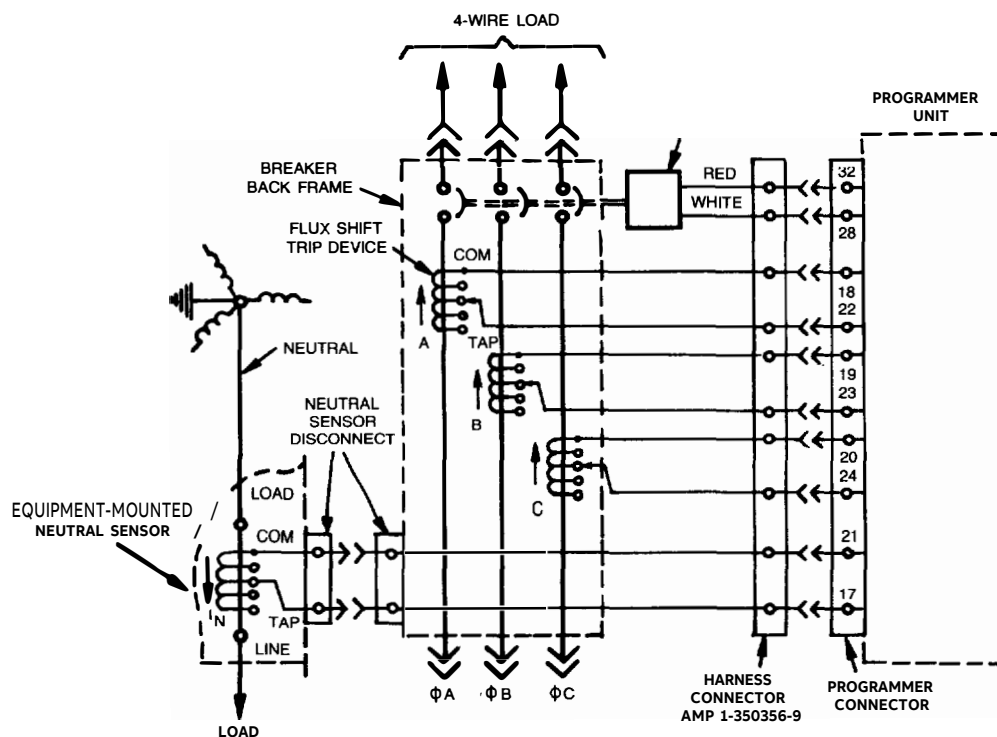 4-WIRE LOAD
PROGRAMMER
UNIT
BREAKER
BACK FRAME
RED
WHITE
32
28
FLUX SHIFT
TRIP DEVICE
COM
18
22
A
TAP
NEUTRAL
19
23
B
NEUTRAL
SENSOR
DISCONNECT
20
24
C
LOAD
EQUIPMENT-MOUNTED
NEUTRAL SENSOR
COM
21
N
TAP
17
LINE
ΦA
ΦB
ΦC
HARNESS
CONNECTOR
AMP 1-350356-9
PROGRAMMER
CONNECTOR
LOAD